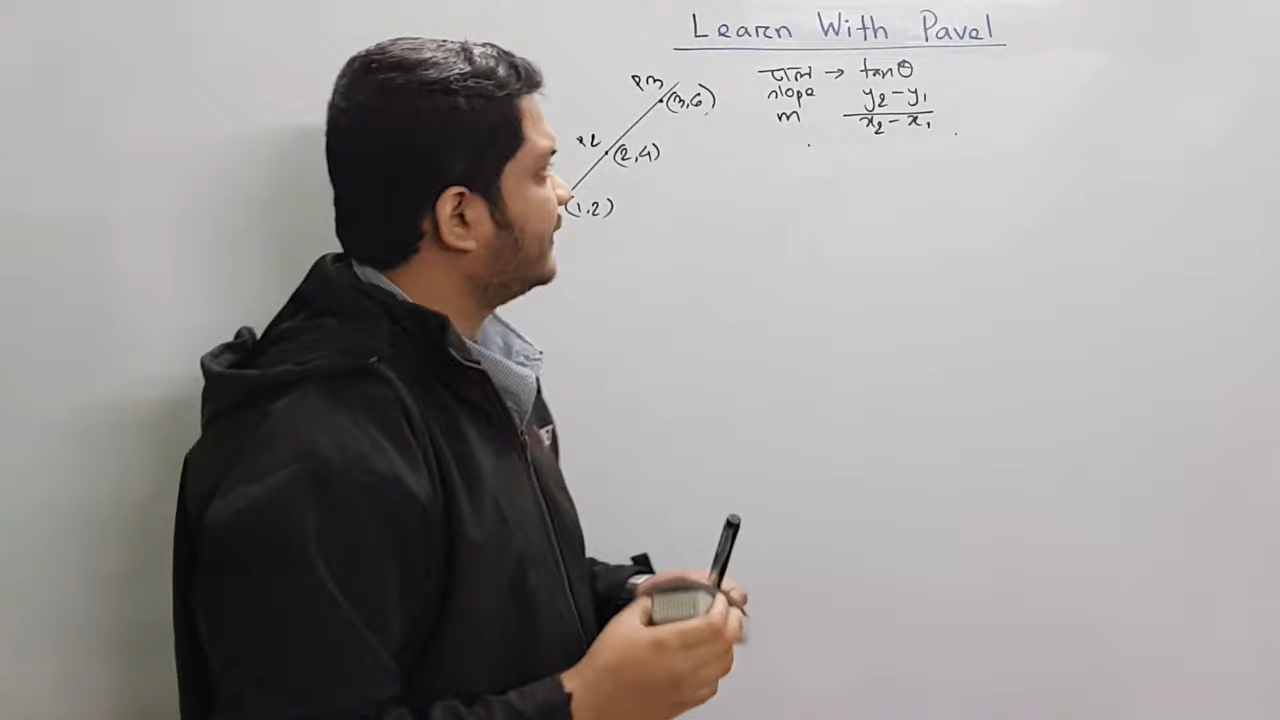 Learn With Pavel
ঢাল → tanθ
slope
m
y₂-y₁
x₂-x₁
(3,6)
(2,4)
(1,2)